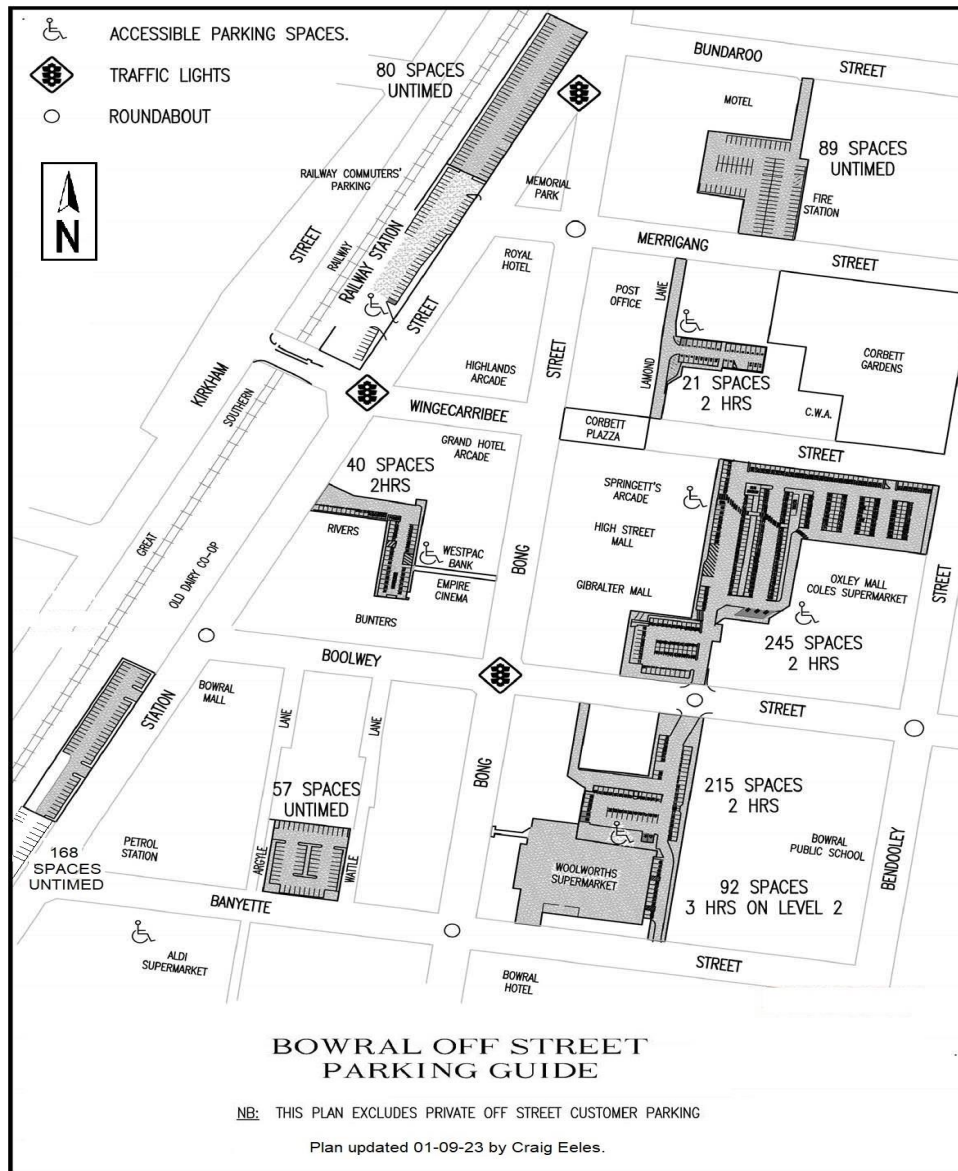 ACCESSIBLE PARKING SPACES.
TRAFFIC LIGHTS
ROUNDABOUT
N
80 SPACES
UNTIMED
BUNDAROO
STREET
MOTEL
89 SPACES
UNTIMED
RAILWAY COMMUTERS'
PARKING
MEMORIAL
PARK
FIRE
STATION
STREET
RAILWAY
RAILWAY STATION
STREET
ROYAL
HOTEL
MERRIGANG
STREET
POST
OFFICE
LANE
LAMOND
STREET
HIGHLANDS
ARCADE
CORBETT
GARDENS
21 SPACES
2 HRS
KIRKHAM
SOUTHERN
WINGECARRIBEE
C.W.A.
CORBETT
PLAZA
STREET
GRAND HOTEL
ARCADE
40 SPACES
2HRS
SPRINGETT'S
ARCADE
RIVERS
HIGH STREET
MALL
GREAT
OLD DAIRY CO-OP
WESTPAC
BANK
EMPIRE
CINEMA
BONG
GIBRALTER MALL
OXLEY MALL
COLES SUPERMARKET
STREET
BUNTERS
245 SPACES
2 HRS
BOOLWEY
STREET
BOWRAL
MALL
STATION
LANE
LANE
BONG
57 SPACES
UNTIMED
215 SPACES
2 HRS
PETROL
STATION
ARGYLE
WATTLE
BOWRAL
PUBLIC SCHOOL
BENDOOLEY
168
SPACES
UNTIMED
WOOLWORTHS
SUPERMARKET
92 SPACES
3 HRS ON LEVEL 2
BANYETTE
STREET
ALDI
SUPERMARKET
BOWRAL
HOTEL
BOWRAL OFF STREET
PARKING GUIDE
NB: THIS PLAN EXCLUDES PRIVATE OFF STREET CUSTOMER PARKING
Plan updated 01-09-23 by Craig Eeles.